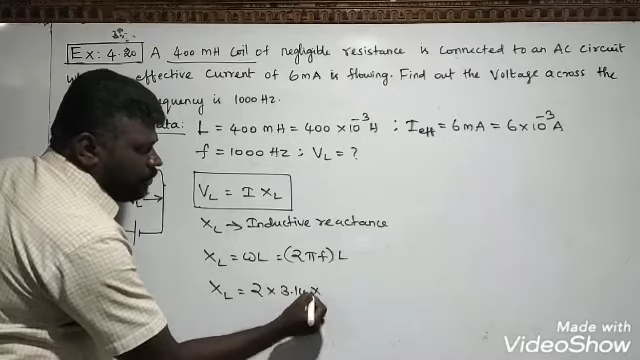 Ex: 4.20 A 400 mH coil of negligible resistance is connected to an AC circuit
effective current of 6mA is flowing. Find out the voltage across the
is 1000 Hz.
L = 400 mH = 400 × 10⁻³ H ; Ieff = 6 mA = 6 × 10⁻³ A
f = 1000 Hz ; V_L = ?
V_L = I X_L
X_L → Inductive reactance
X_L = ωL = (2πf) L
X_L = 2 × 3.14 ×
Made with
VideoShow